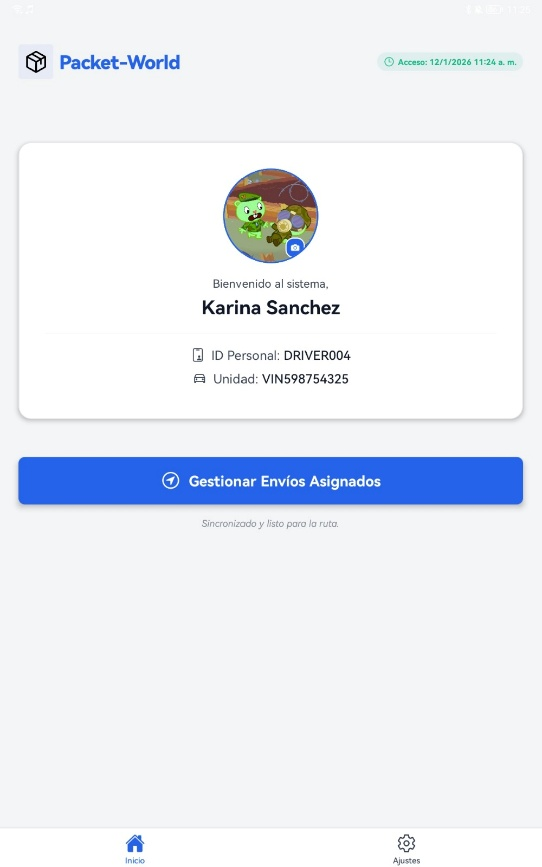 Packet-World
Acceso: 12/1/2026 11:24 a. m.
Bienvenido al sistema,
Karina Sanchez
ID Personal: DRIVER004
Unidad: VIN598754325
Gestionar Envíos Asignados
Sincronizado y listo para la ruta.
Inicio
Ajustes